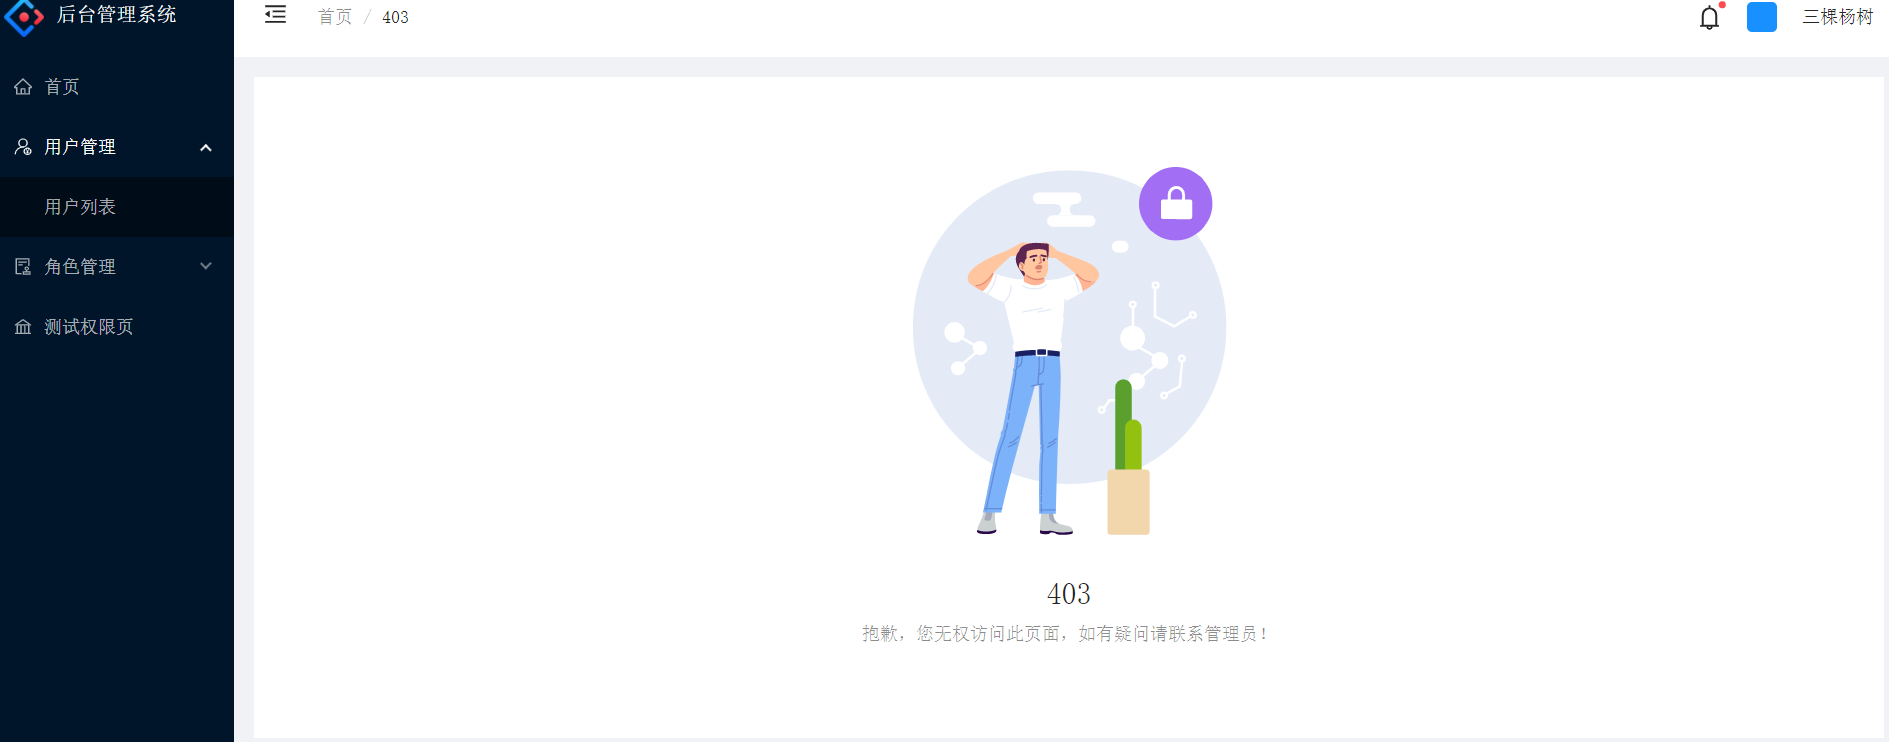 后台管理系统
首页 / 403
三棵杨树
首页
用户管理
用户列表
角色管理
测试权限页
403
抱歉，您无权访问此页面，如有疑问请联系管理员！